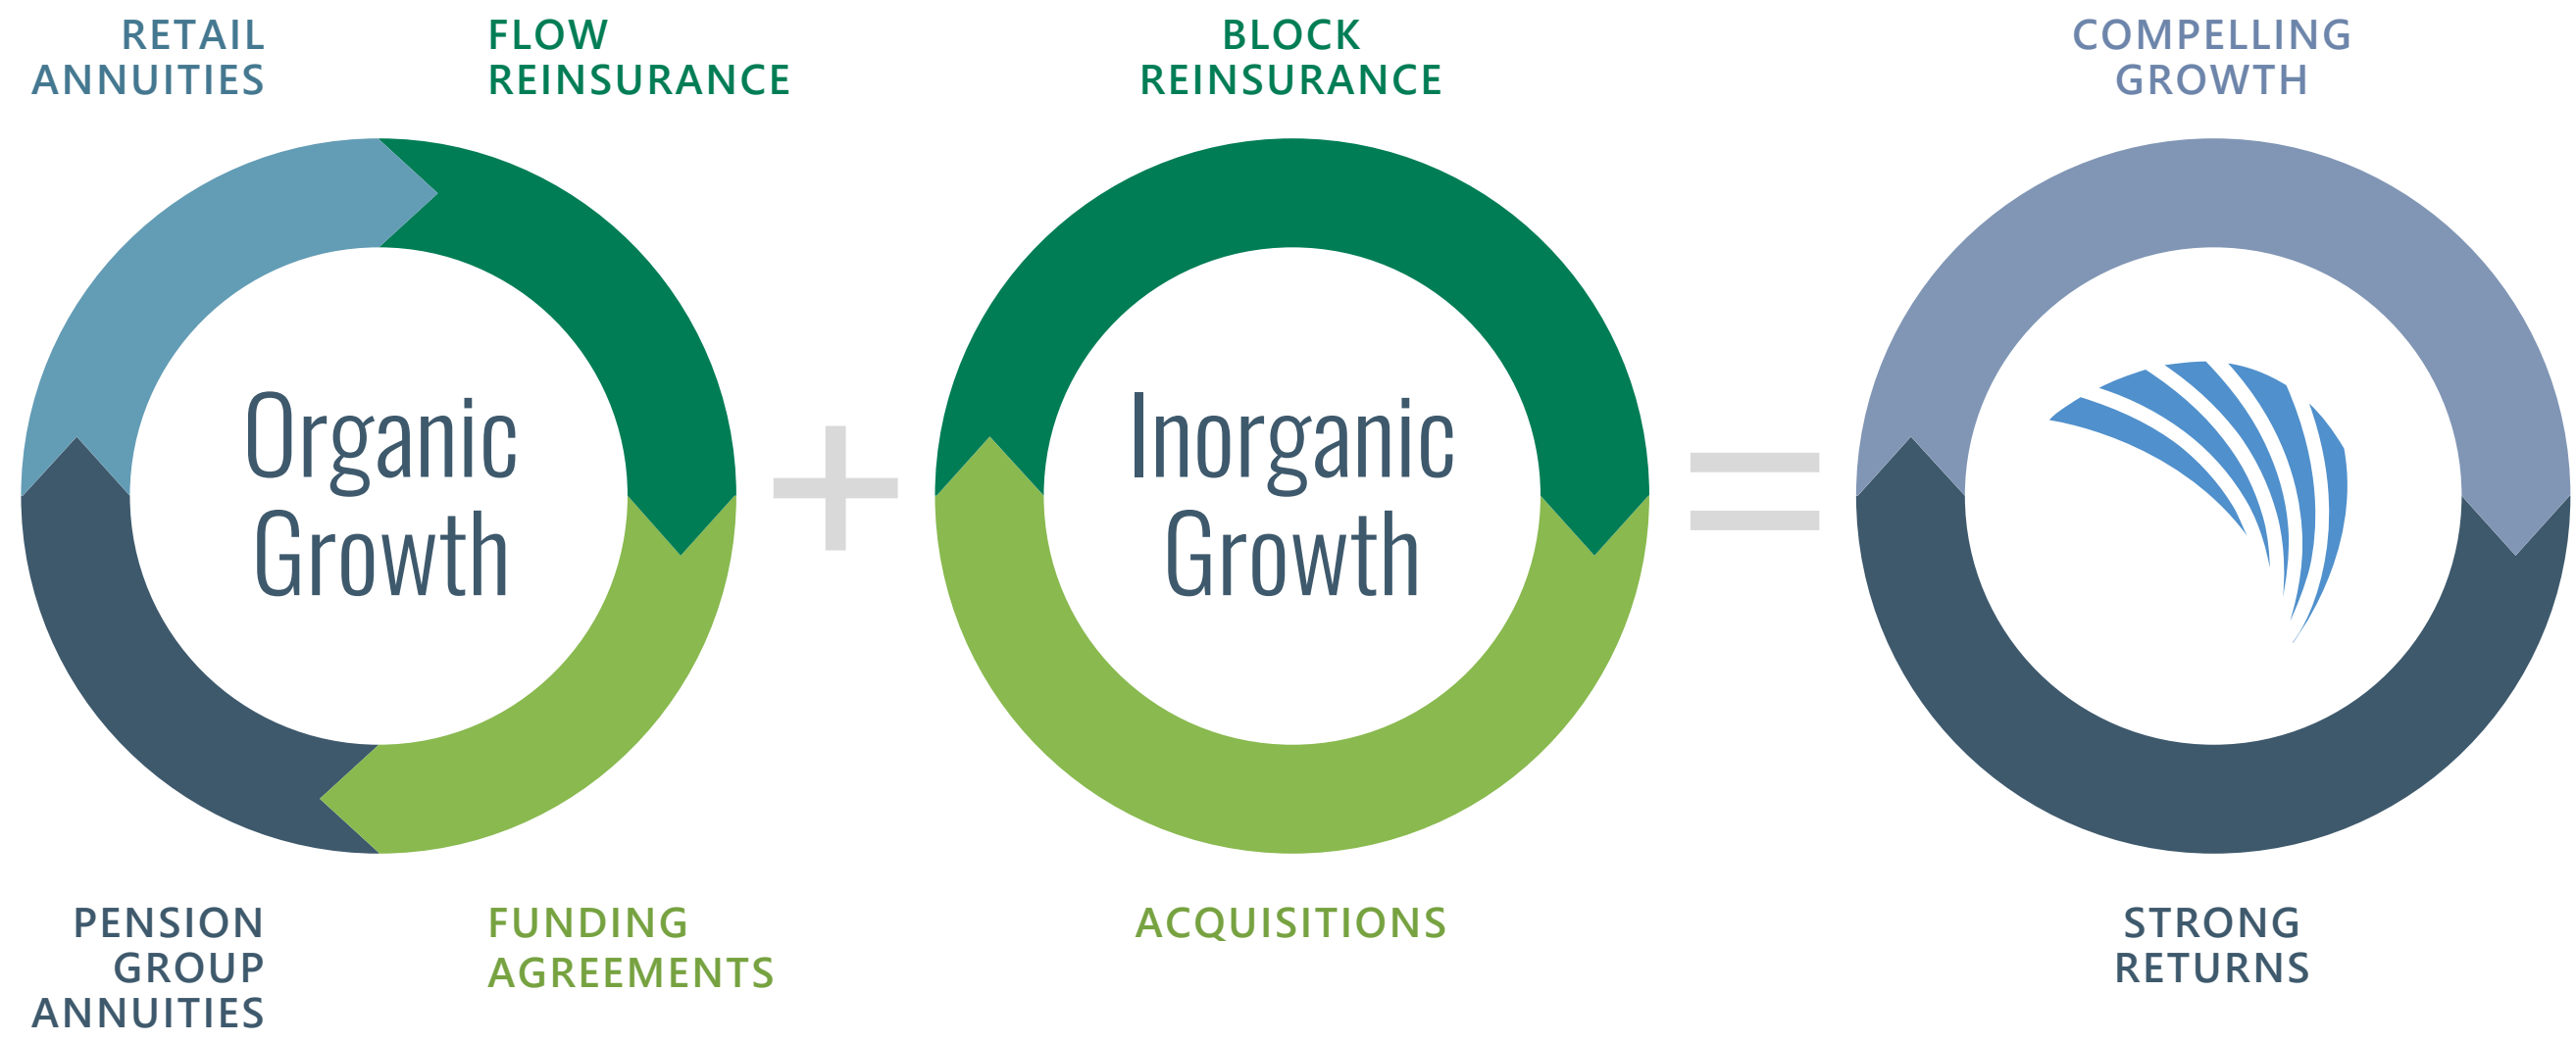 RETAIL
ANNUITIES
FLOW
REINSURANCE
Organic
Growth
PENSION
GROUP
ANNUITIES
FUNDING
AGREEMENTS
+
BLOCK
REINSURANCE
Inorganic
Growth
ACQUISITIONS
=
COMPELLING
GROWTH
STRONG
RETURNS